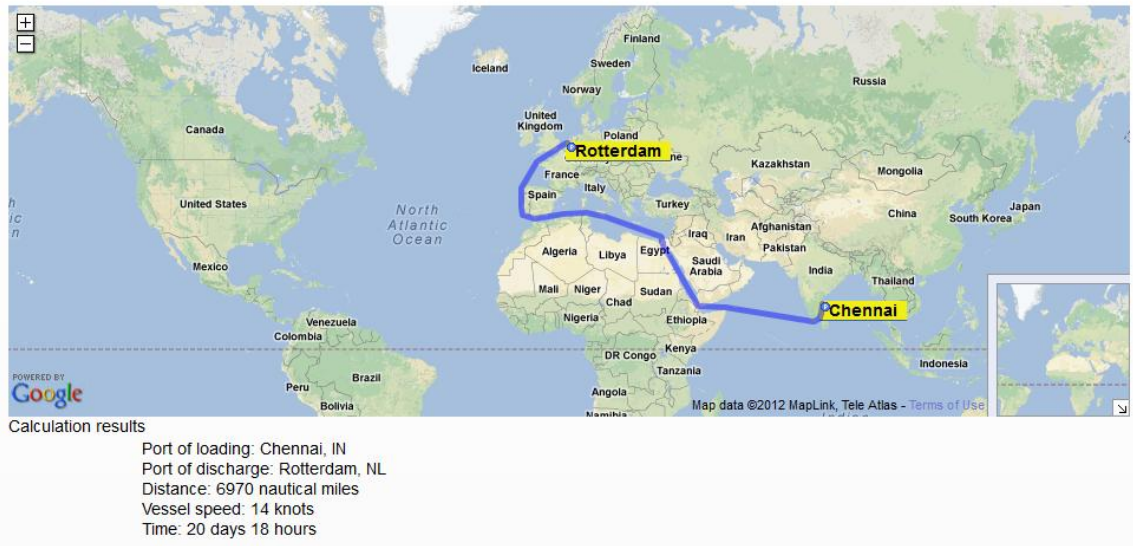 Finland
Sweden
Iceland
Norway
Russia
United
Kingdom
Canada
Poland
Rotterdam
ne
Kazakhstan
France
Mongolia
Italy
Spain
United States
Turkey
North
Atlantic
Ocean
China
Japan
South Korea
Afghanistan
Iraq
Iran
Pakistan
Algeria
Libya
Egypt
Saudi
Arabia
Mexico
India
Thailand
Mali
Niger
Sudan
Chad
Chennai
Nigeria
Ethiopia
Venezuela
Colombia
Kenya
DR Congo
Indonesia
Tanzania
POWERED BY
Google
Peru
Brazil
Angola
Bolivia
Map data ©2012 MapLink, Tele Atlas - Terms of Use
Namibia
Calculation results
Port of loading: Chennai, IN
Port of discharge: Rotterdam, NL
Distance: 6970 nautical miles
Vessel speed: 14 knots
Time: 20 days 18 hours